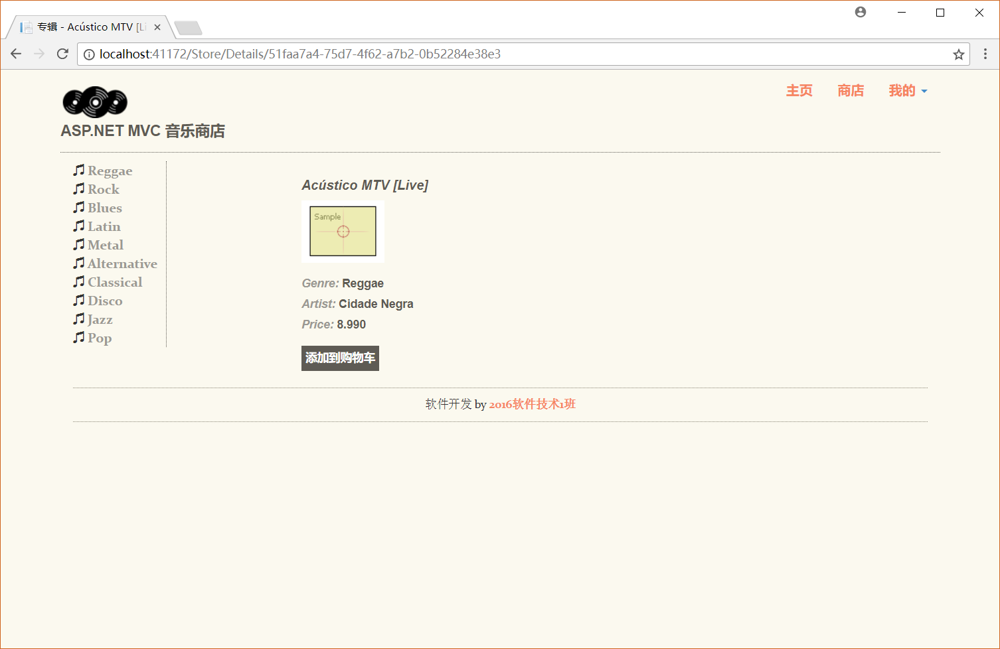 专辑 - Acústico MTV [Li
localhost:41172/Store/Details/51faa7a4-75d7-4f62-a7b2-0b52284e38e3
主页 商店 我的
ASP.NET MVC 音乐商店
Reggae
Rock
Blues
Latin
Metal
Alternative
Classical
Disco
Jazz
Pop
Acústico MTV [Live]
Sample
Genre: Reggae
Artist: Cidade Negra
Price: 8.990
添加到购物车
软件开发 by 2016软件技术1班